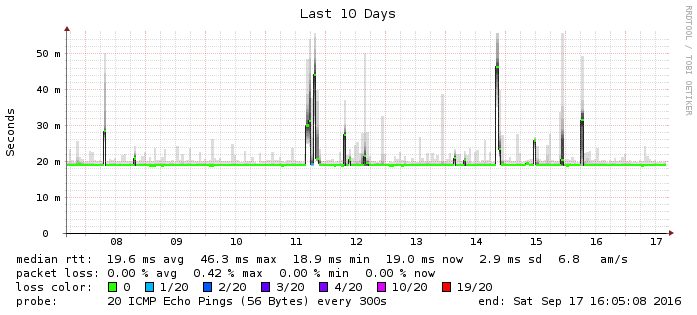 Last 10 Days
RRDTOOL / TOBI OETIKER
Seconds
50 m
40 m
30 m
20 m
10 m
0
08 09 10 11 12 13 14 15 16 17
median rtt: 19.6 ms avg 46.3 ms max 18.9 ms min 19.0 ms now 2.9 ms sd 6.8 am/s
packet loss: 0.00 % avg 0.42 % max 0.00 % min 0.00 % now
loss color: 0 1/20 2/20 3/20 4/20 10/20 19/20
probe: 20 ICMP Echo Pings (56 Bytes) every 300s end: Sat Sep 17 16:05:08 2016